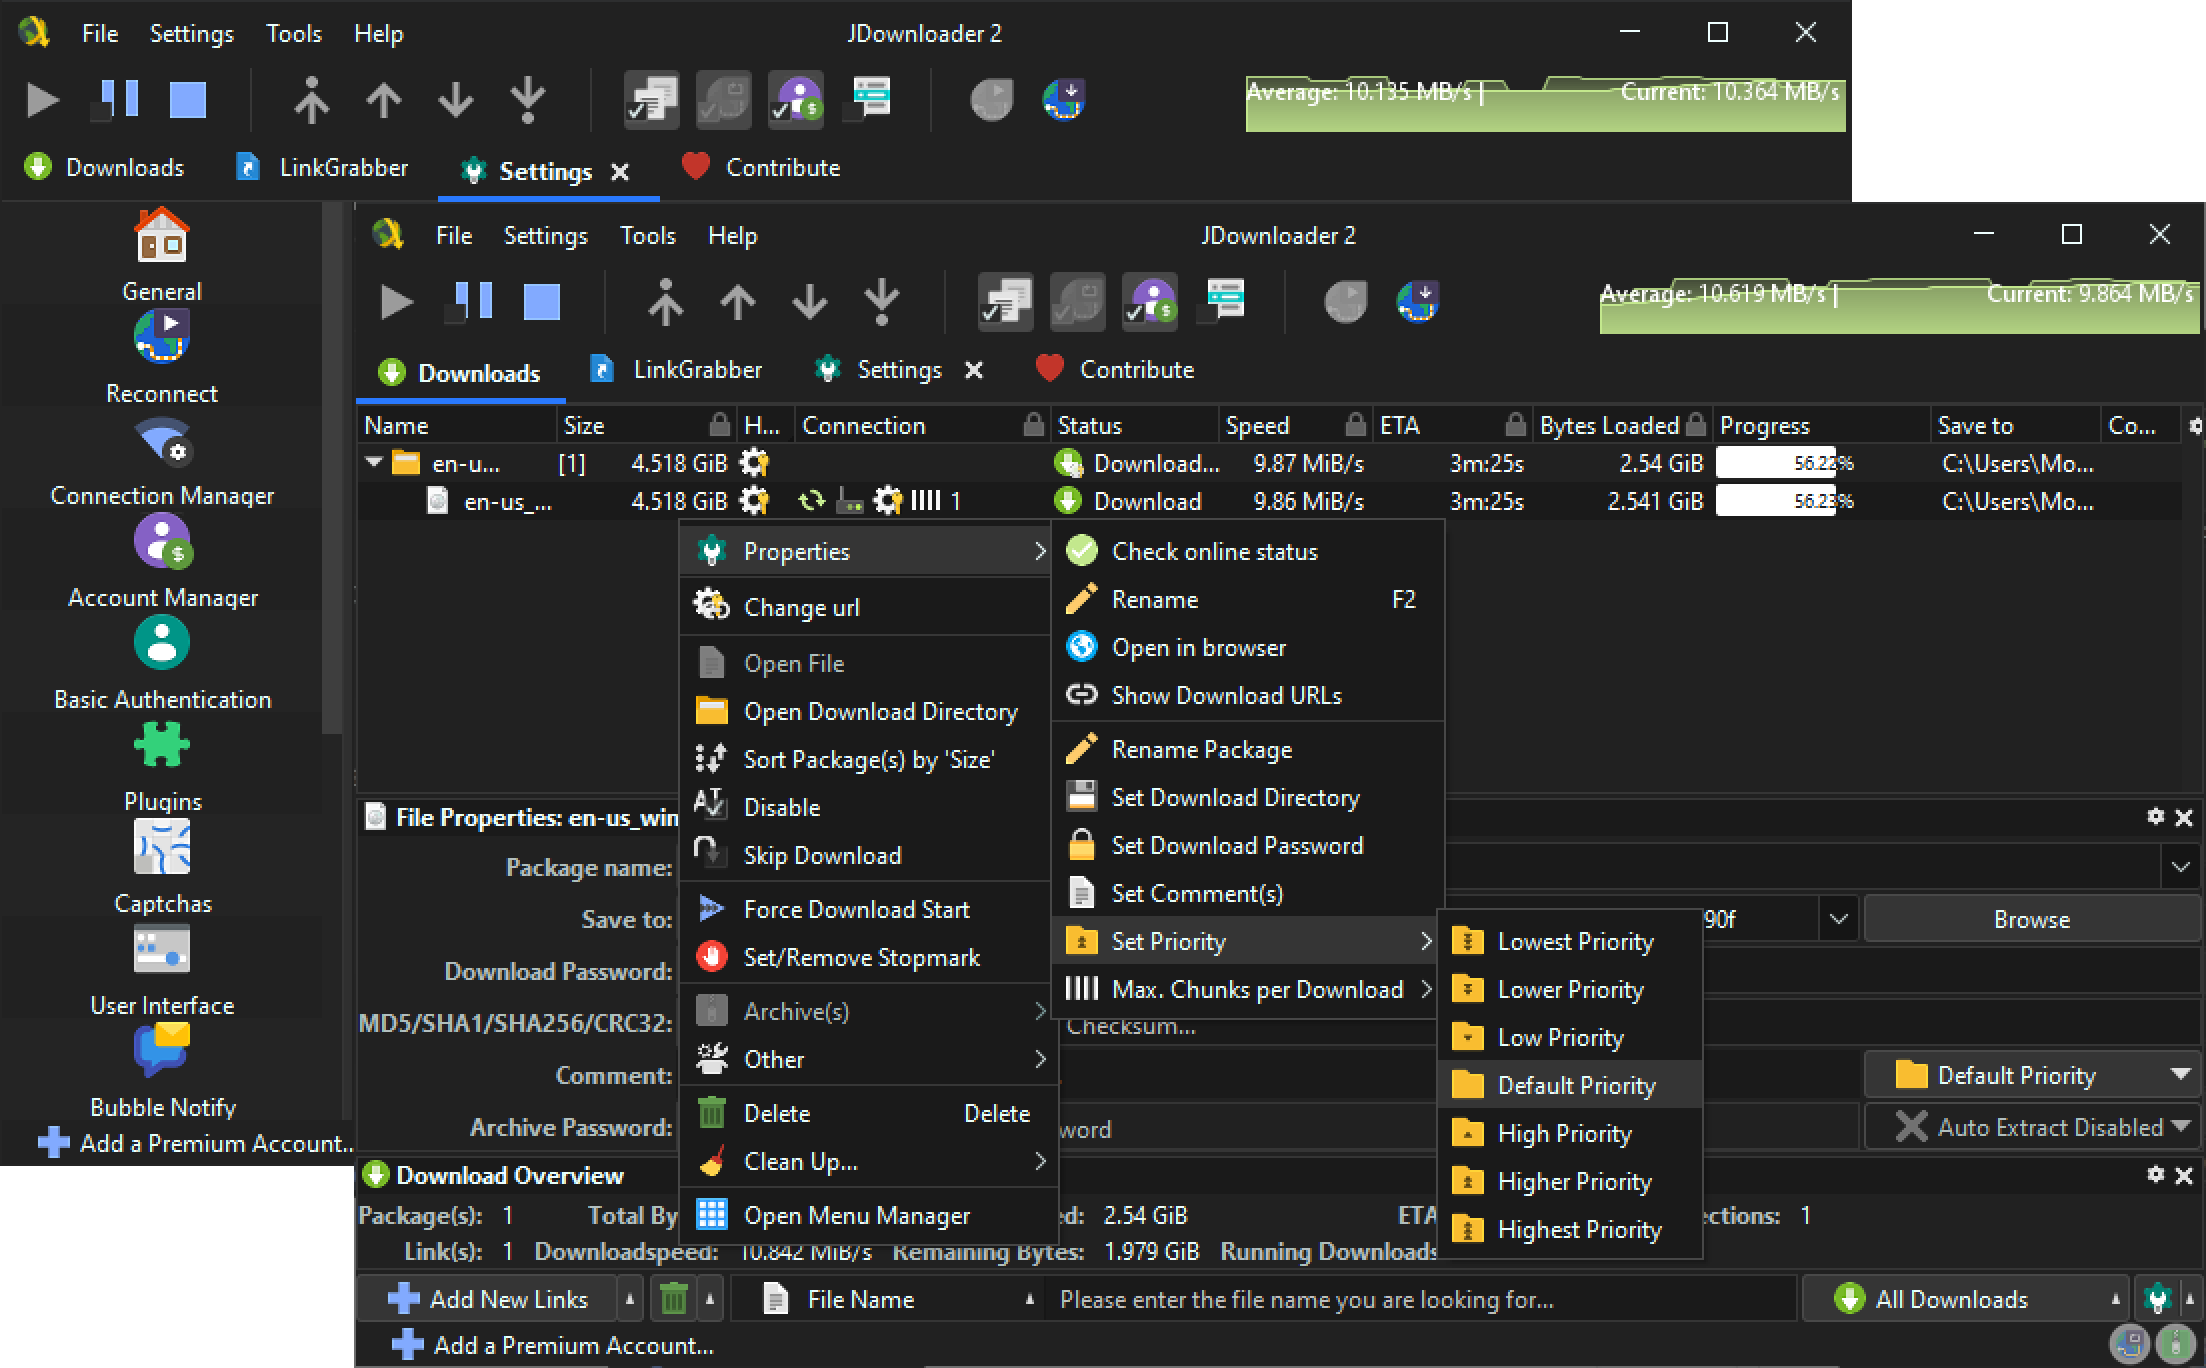 File Settings Tools Help JDownloader 2
Average: 10.135 MB/s | Current: 10.364 MB/s
Downloads LinkGrabber Settings Contribute
General
Reconnect
Connection Manager
Account Manager
Basic Authentication
Plugins
Captchas
User Interface
Bubble Notify
Add a Premium Account...
File Settings Tools Help JDownloader 2
Average: 10.619 MB/s | Current: 9.864 MB/s
Downloads LinkGrabber Settings Contribute
Name Size H... Connection Status Speed ETA Bytes Loaded Progress Save to Co...
en-u... [1] 4.518 GiB Download... 9.87 MiB/s 3m:25s 2.54 GiB 56.22% C:\Users\Mo...
en-us_... 4.518 GiB 1 Download 9.86 MiB/s 3m:25s 2.541 GiB 56.23% C:\Users\Mo...
Properties
Change url
Open File
Open Download Directory
Sort Package(s) by 'Size'
Disable
Skip Download
Force Download Start
Set/Remove Stopmark
Archive(s)
Other
Delete Delete
Clean Up...
Open Menu Manager
Check online status
Rename F2
Open in browser
Show Download URLs
Rename Package
Set Download Directory
Set Download Password
Set Comment(s)
Set Priority
Max. Chunks per Download
Lowest Priority
Lower Priority
Low Priority
Default Priority
High Priority
Higher Priority
Highest Priority
File Properties: en-us_win
Package name:
Save to: 90f Browse
Download Password:
MD5/SHA1/SHA256/CRC32: Checksum...
Comment: Default Priority
Archive Password: word Auto Extract Disabled
Download Overview
Package(s): 1 Total By ed: 2.54 GiB ETA ctions: 1
Link(s): 1 Downloadspeed: 10.842 MiB/s Remaining Bytes: 1.979 GiB Running Downloads
Add New Links File Name Please enter the file name you are looking for... All Downloads
Add a Premium Account...